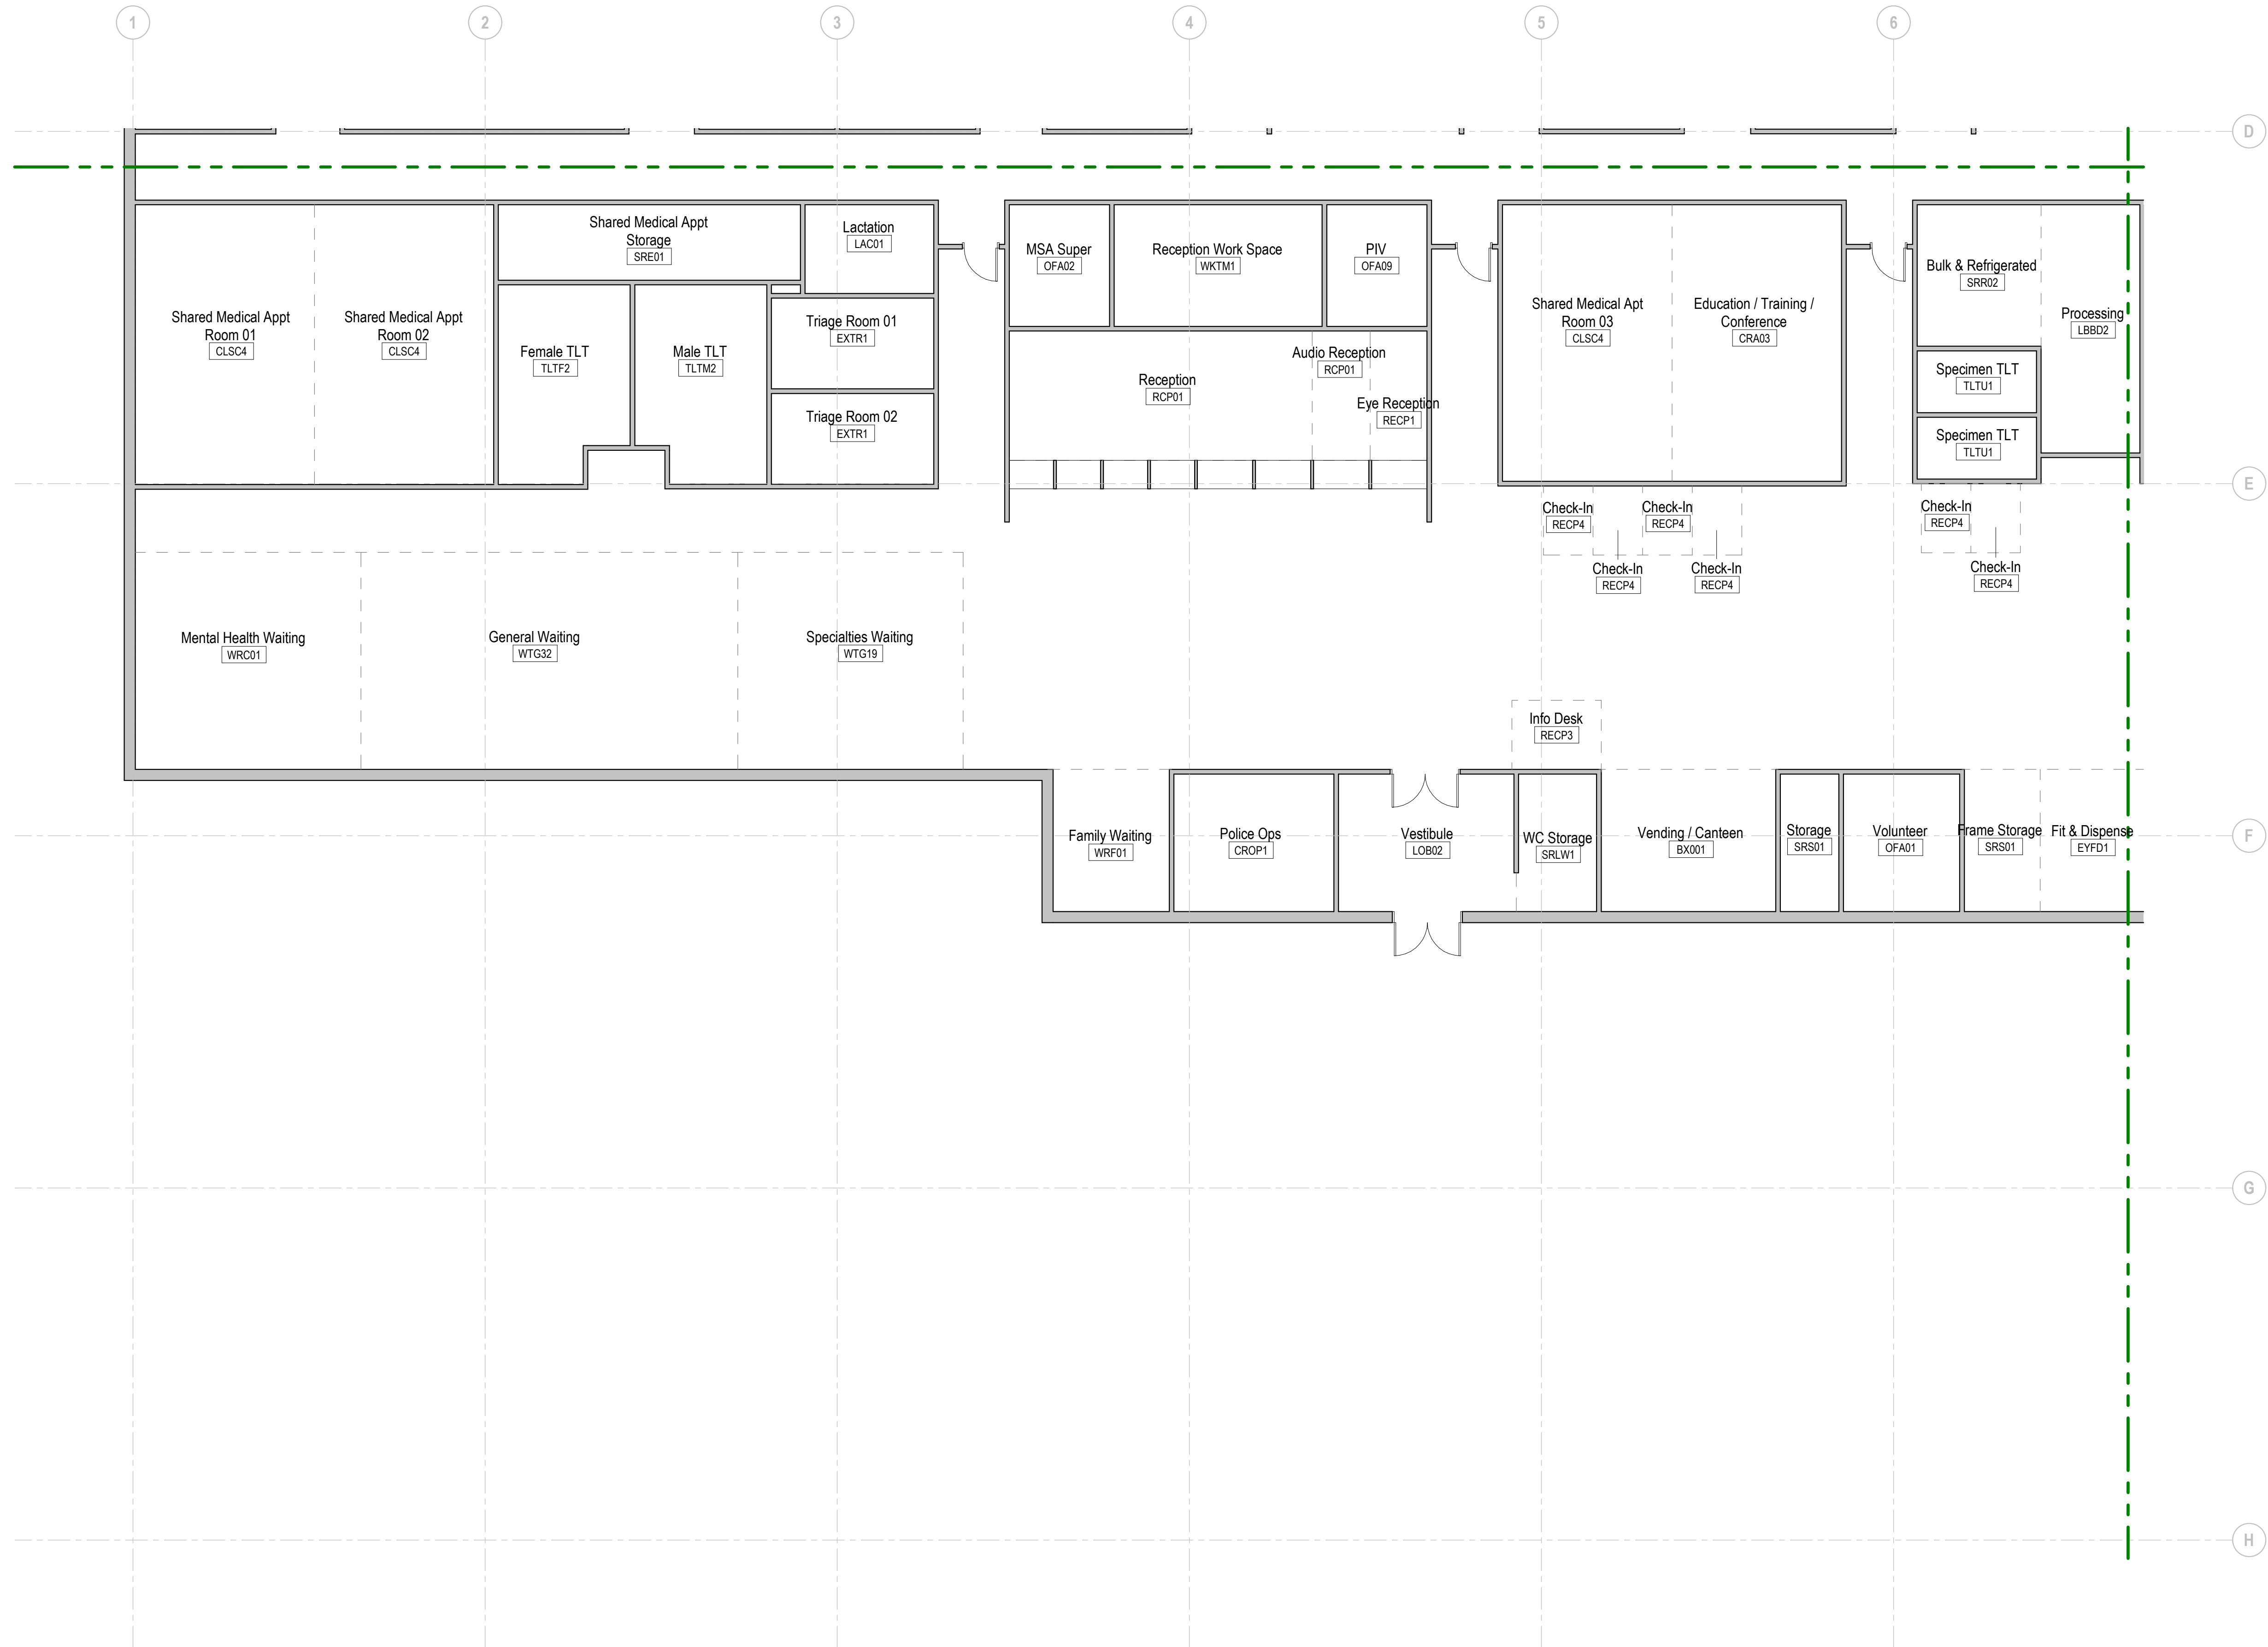 1
2
3
4
5
6
D
Shared Medical Appt
Storage
SRE01
Lactation
LAC01
MSA Super
OFA02
Reception Work Space
WKTM1
PIV
OFA09
Bulk & Refrigerated
SRR02
Shared Medical Appt
Room 01
CLSC4
Shared Medical Appt
Room 02
CLSC4
Female TLT
TLTF2
Male TLT
TLTM2
Triage Room 01
EXTR1
Triage Room 02
EXTR1
Reception
RCP01
Audio Reception
RCP01
Eye Reception
RECP1
Shared Medical Apt
Room 03
CLSC4
Education / Training /
Conference
CRA03
Processing
LBBD2
Specimen TLT
TLTU1
Specimen TLT
TLTU1
E
Check-In
RECP4
Check-In
RECP4
Check-In
RECP4
Check-In
RECP4
Check-In
RECP4
Check-In
RECP4
Mental Health Waiting
WRC01
General Waiting
WTG32
Specialties Waiting
WTG19
Info Desk
RECP3
Family Waiting
WRF01
Police Ops
CROP1
Vestibule
LOB02
WC Storage
SRLW1
Vending / Canteen
BX001
Storage
SRS01
Volunteer
OFA01
Frame Storage
SRS01
Fit & Dispense
EYFD1
F
G
H